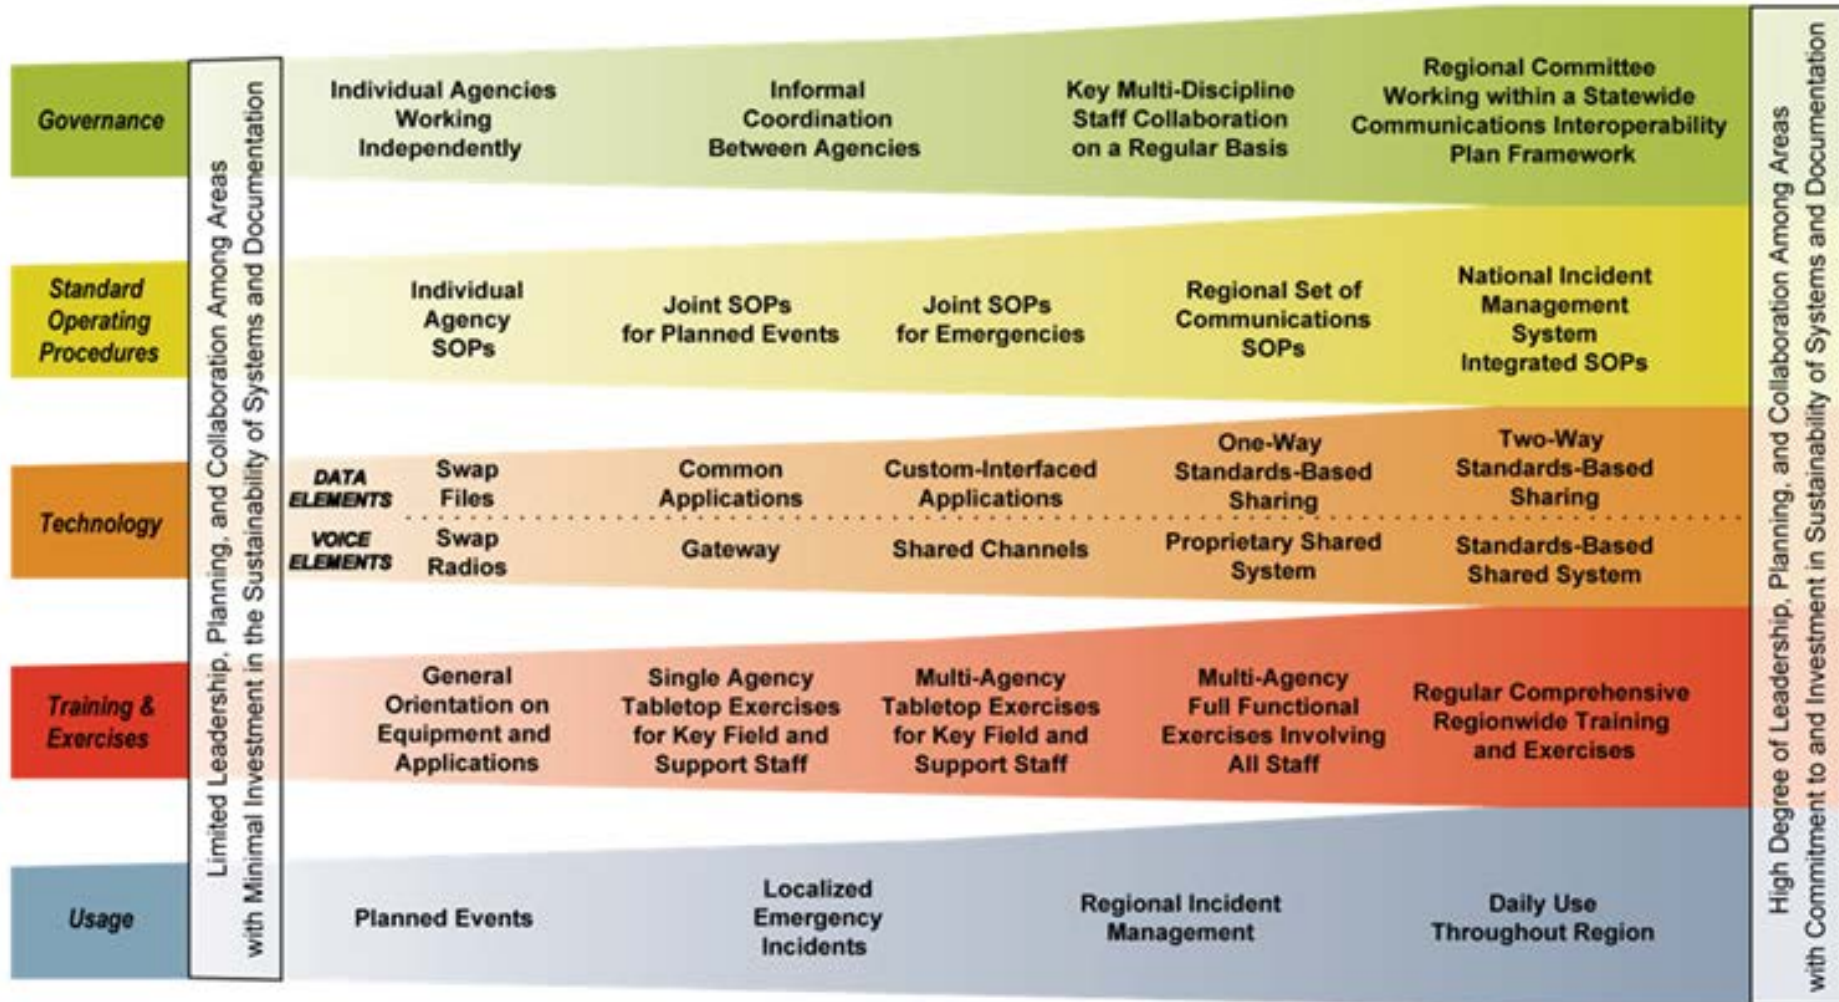 Limited Leadership, Planning, and Collaboration Among Areas
with Minimal Investment in the Sustainability of Systems and Documentation
Governance
Individual Agencies
Working
Independently
Informal
Coordination
Between Agencies
Key Multi-Discipline
Staff Collaboration
on a Regular Basis
Regional Committee
Working within a Statewide
Communications Interoperability
Plan Framework
Standard
Operating
Procedures
Individual
Agency
SOPs
Joint SOPs
for Planned Events
Joint SOPs
for Emergencies
Regional Set of
Communications
SOPs
National Incident
Management
System
Integrated SOPs
Technology
DATA
ELEMENTS
Swap
Files
Common
Applications
Custom-Interfaced
Applications
One-Way
Standards-Based
Sharing
Two-Way
Standards-Based
Sharing
VOICE
ELEMENTS
Swap
Radios
Gateway
Shared Channels
Proprietary Shared
System
Standards-Based
Shared System
Training &
Exercises
General
Orientation on
Equipment and
Applications
Single Agency
Tabletop Exercises
for Key Field and
Support Staff
Multi-Agency
Tabletop Exercises
for Key Field and
Support Staff
Multi-Agency
Full Functional
Exercises Involving
All Staff
Regular Comprehensive
Regionwide Training
and Exercises
Usage
Planned Events
Localized
Emergency
Incidents
Regional Incident
Management
Daily Use
Throughout Region
High Degree of Leadership, Planning, and Collaboration Among Areas
with Commitment to and Investment in Sustainability of Systems and Documentation